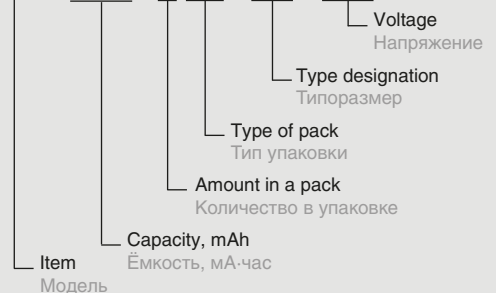 Voltage
Напряжение
Type designation
Типоразмер
Type of pack
Тип упаковки
Amount in a pack
Количество в упаковке
Capacity, mAh
Ёмкость, мА·час
Item
Модель